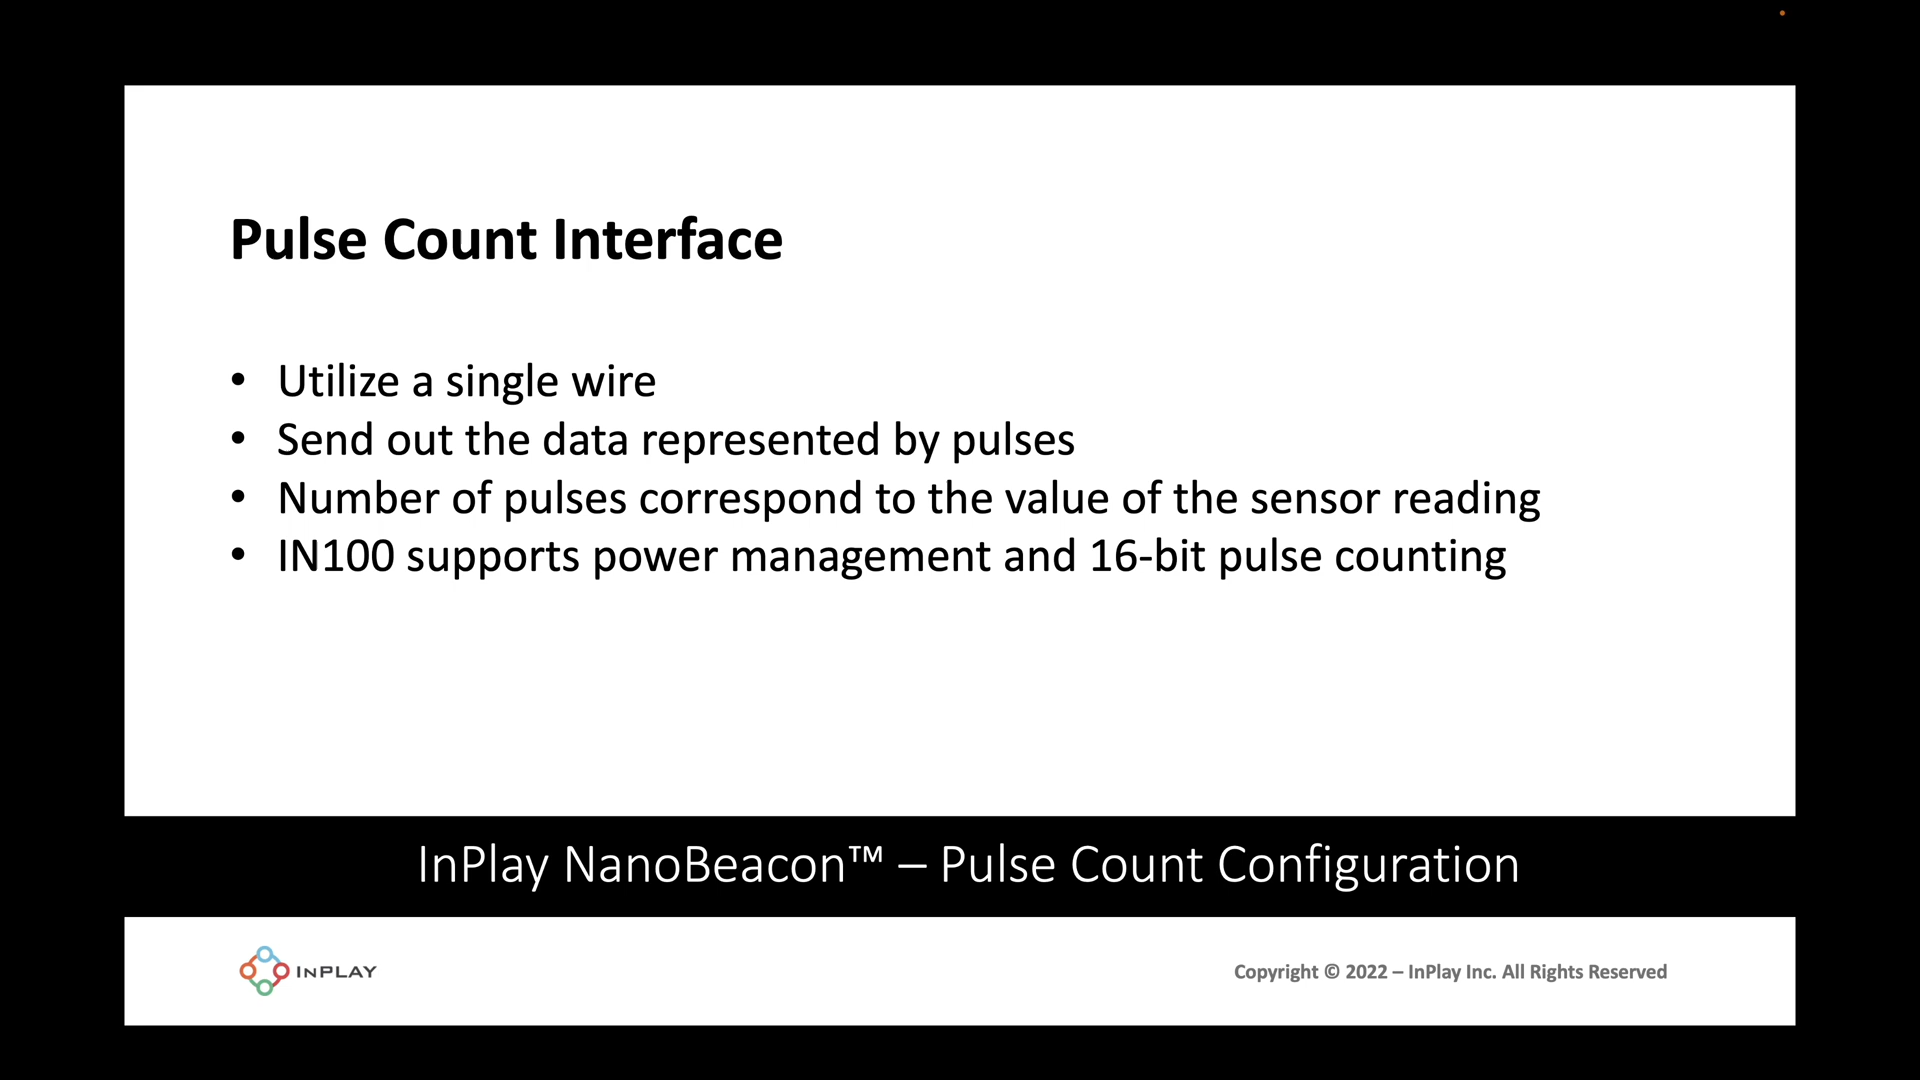 Pulse Count Interface
• Utilize a single wire
• Send out the data represented by pulses
• Number of pulses correspond to the value of the sensor reading
• IN100 supports power management and 16-bit pulse counting
InPlay NanoBeacon™ – Pulse Count Configuration
INPLAY
Copyright © 2022 – InPlay Inc. All Rights Reserved